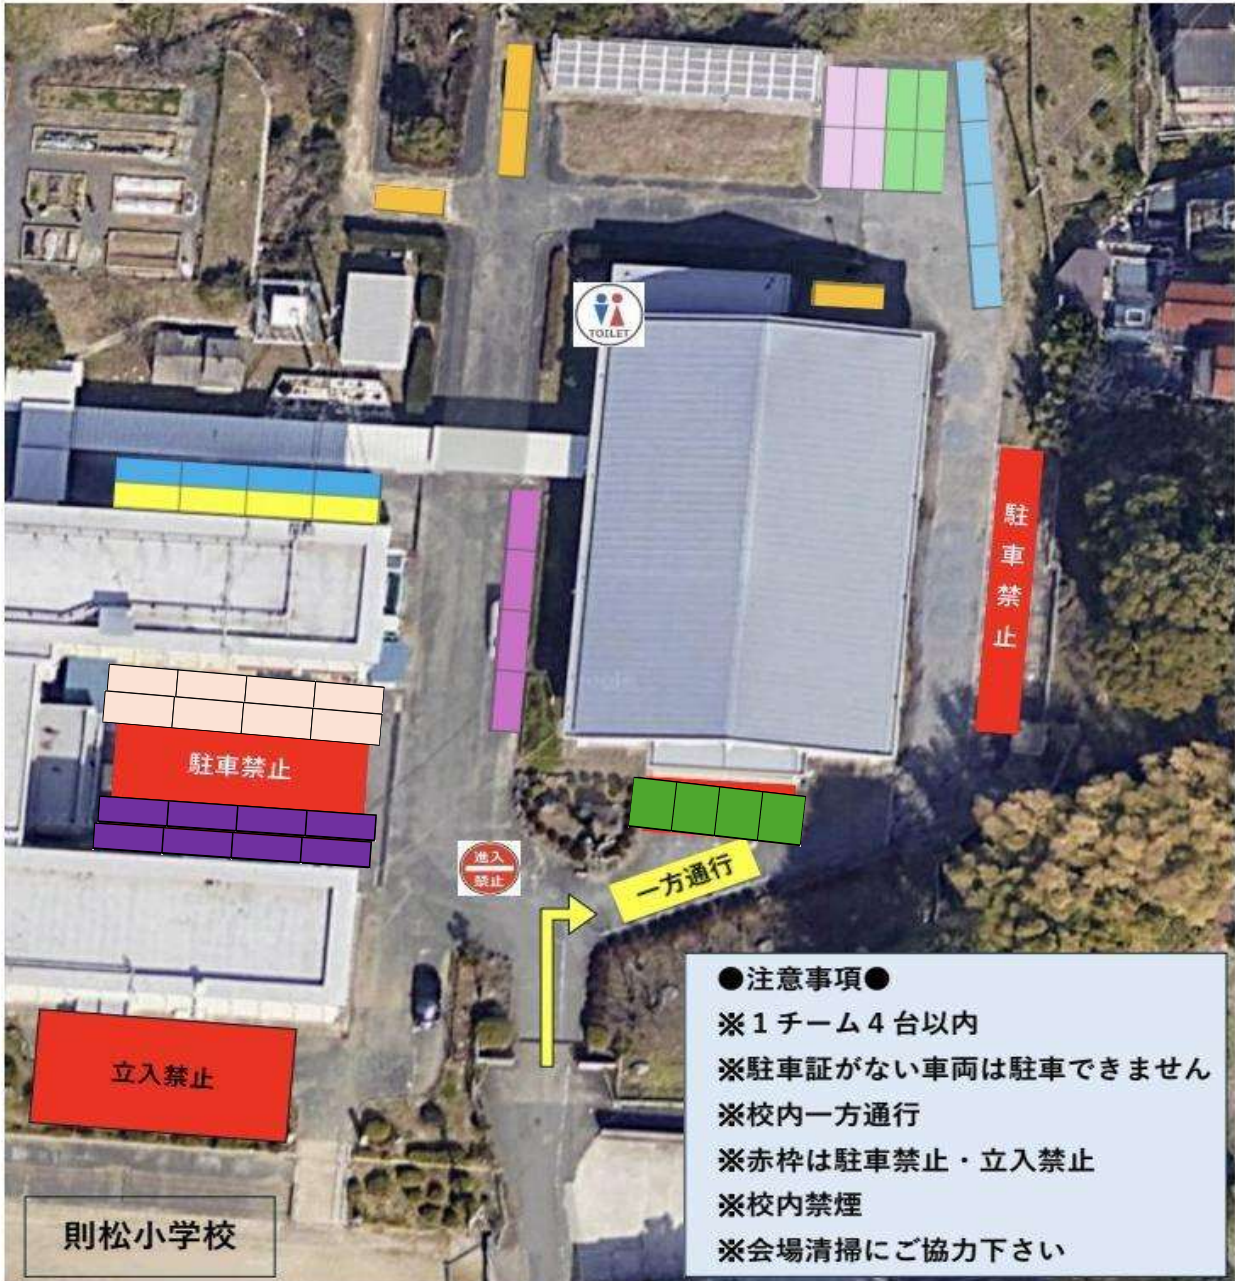 TOILET
駐車禁止
駐車禁止
進入
禁止
一方通行
立入禁止
則松小学校
●注意事項●
※1チーム4台以内
※駐車証がない車両は駐車できません
※校内一方通行
※赤枠は駐車禁止・立入禁止
※校内禁煙
※会場清掃にご協力下さい